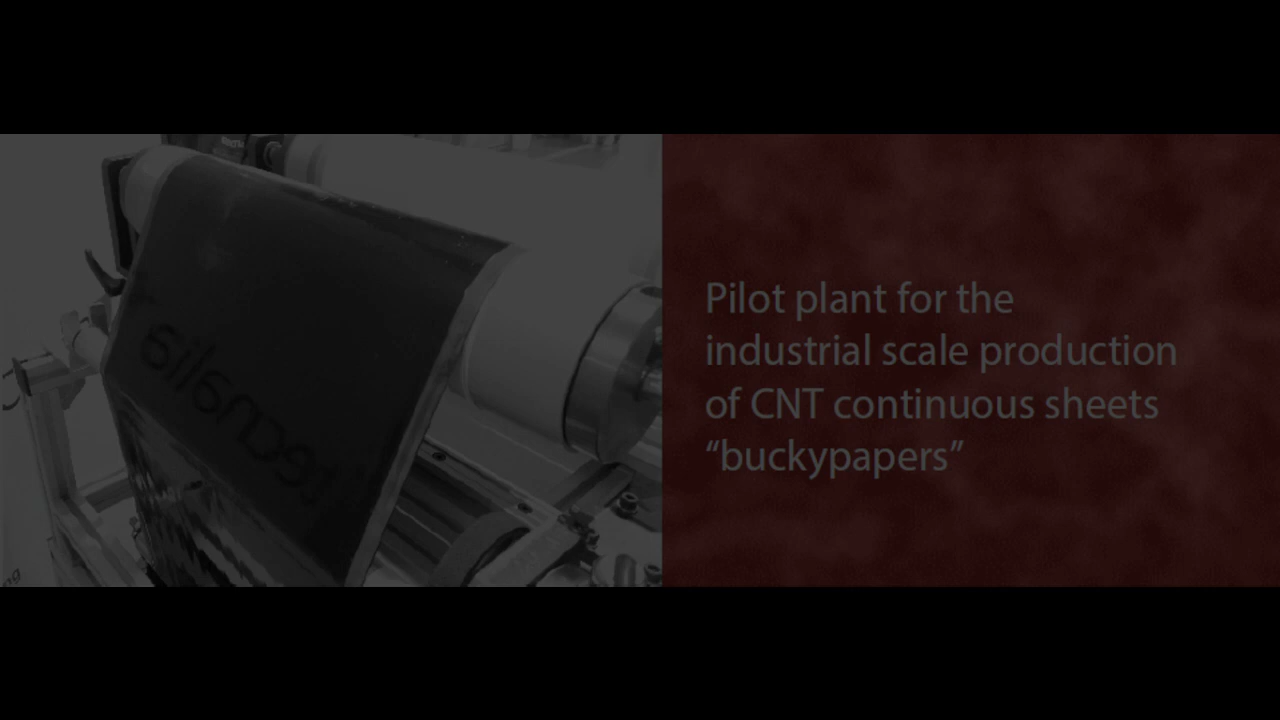 Pilot plant for the
industrial scale production
of CNT continuous sheets
“buckypapers”